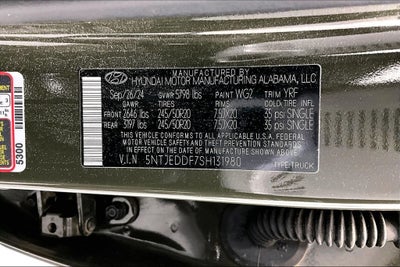 MANUFACTURED BY
HYUNDAI MOTOR MANUFACTURING ALABAMA, LLC.
Sep/26/24 GVWR 5798 lbs PAINT WG2 TRIM YRF
GAWR TIRES RIMS COLD TIRE INF.
FRONT 2646 lbs 245/50R20 7.5JX20 35 psi SINGLE
REAR 3197 lbs 245/50R20 7.5JX20 35 psi SINGLE
THIS VEHICLE CONFORMS TO ALL APPLICABLE U.S.A FEDERAL
MOTOR VEHICLE SAFETY AND THEFT PREVENTION STANDARDS
IN EFFECT ON THE DATE OF MANUFACTURE SHOWN ABOVE.
V.I.N 5NTJEDDF7SH131980
TYPE:TRUCK
5300